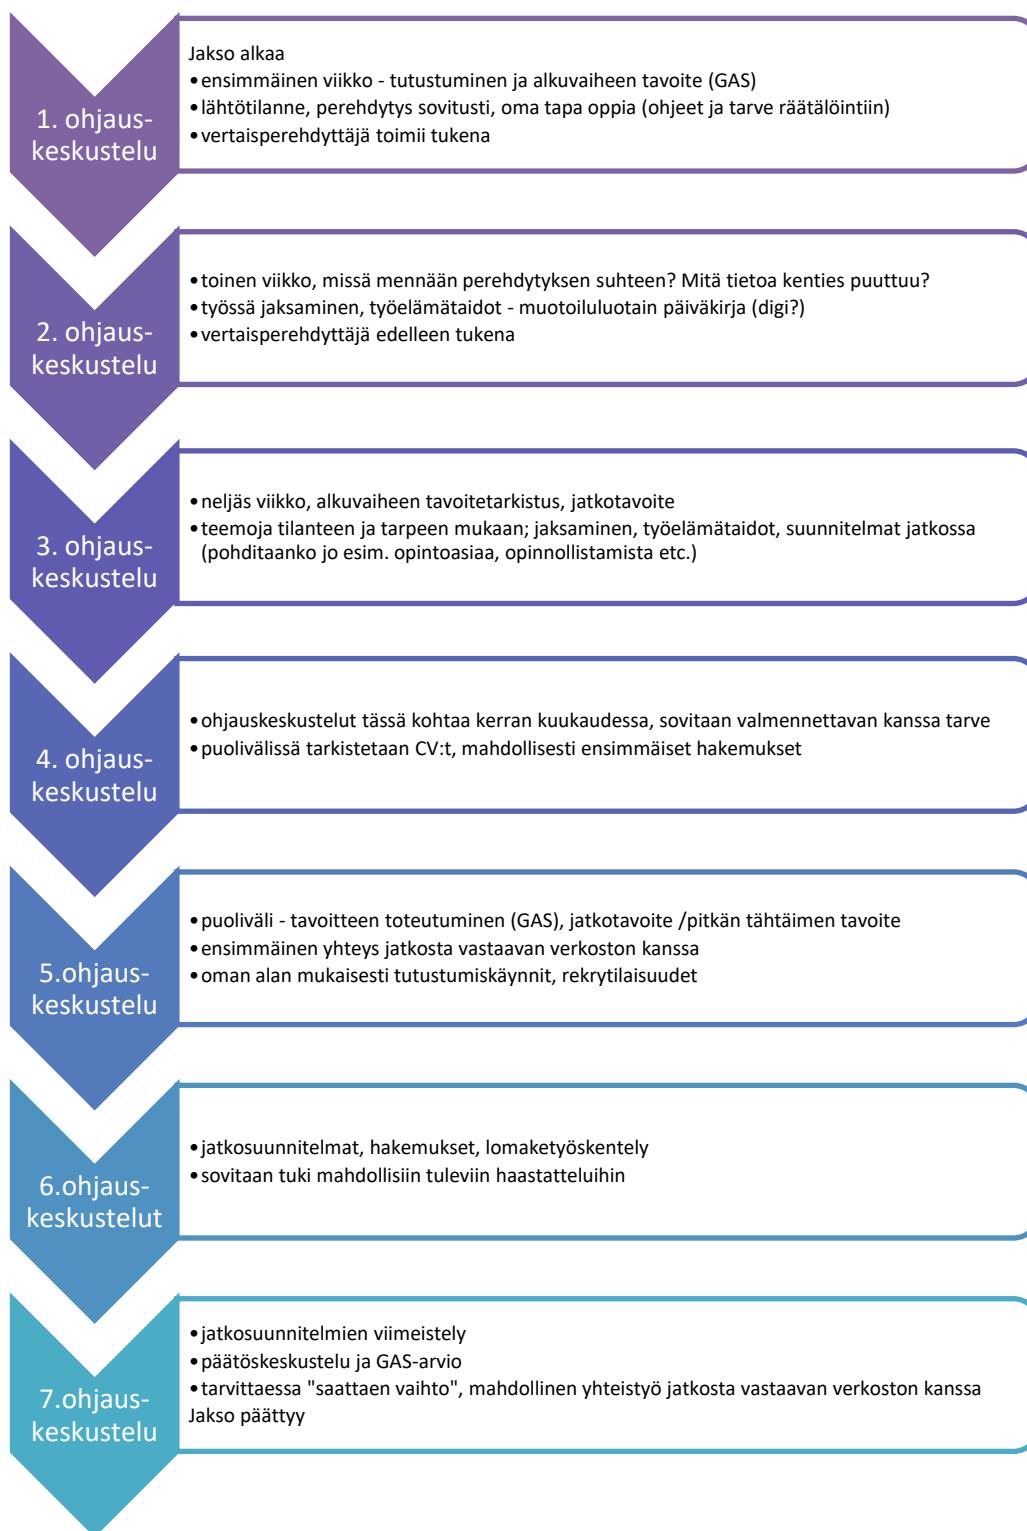 1. ohjaus-
keskustelu
Jakso alkaa
•ensimmäinen viikko - tutustuminen ja alkuvaiheen tavoite (GAS)
•lähtötilanne, perehdytys sovitusti, oma tapa oppia (ohjeet ja tarve räätälöintiin)
•vertaisperehdyttäjä toimii tukena
2. ohjaus-
keskustelu
•toinen viikko, missä mennään perehdytyksen suhteen? Mitä tietoa kenties puuttuu?
•työssä jaksaminen, työelämätaidot - muotoiluluotain päiväkirja (digi?)
•vertaisperehdyttäjä edelleen tukena
3. ohjaus-
keskustelu
•neljäs viikko, alkuvaiheen tavoitetarkistus, jatkotavoite
•teemoja tilanteen ja tarpeen mukaan; jaksaminen, työelämätaidot, suunnitelmat jatkossa
(pohditaanko jo esim. opintoasiaa, opinnollistamista etc.)
4. ohjaus-
keskustelu
•ohjauskeskustelut tässä kohtaa kerran kuukaudessa, sovitaan valmennettavan kanssa tarve
•puolivälissä tarkistetaan CV:t, mahdollisesti ensimmäiset hakemukset
5.ohjaus-
keskustelu
•puoliväli - tavoitteen toteutuminen (GAS), jatkotavoite /pitkän tähtäimen tavoite
•ensimmäinen yhteys jatkosta vastaavan verkoston kanssa
•oman alan mukaisesti tutustumiskäynnit, rekrytilaisuudet
6.ohjaus-
keskustelut
•jatkosuunnitelmat, hakemukset, lomaketyöskentely
•sovitaan tuki mahdollisiin tuleviin haastatteluihin
7.ohjaus-
keskustelu
•jatkosuunnitelmien viimeistely
•päätöskeskustelu ja GAS-arvio
•tarvittaessa "saattaen vaihto", mahdollinen yhteistyö jatkosta vastaavan verkoston kanssa
Jakso päättyy